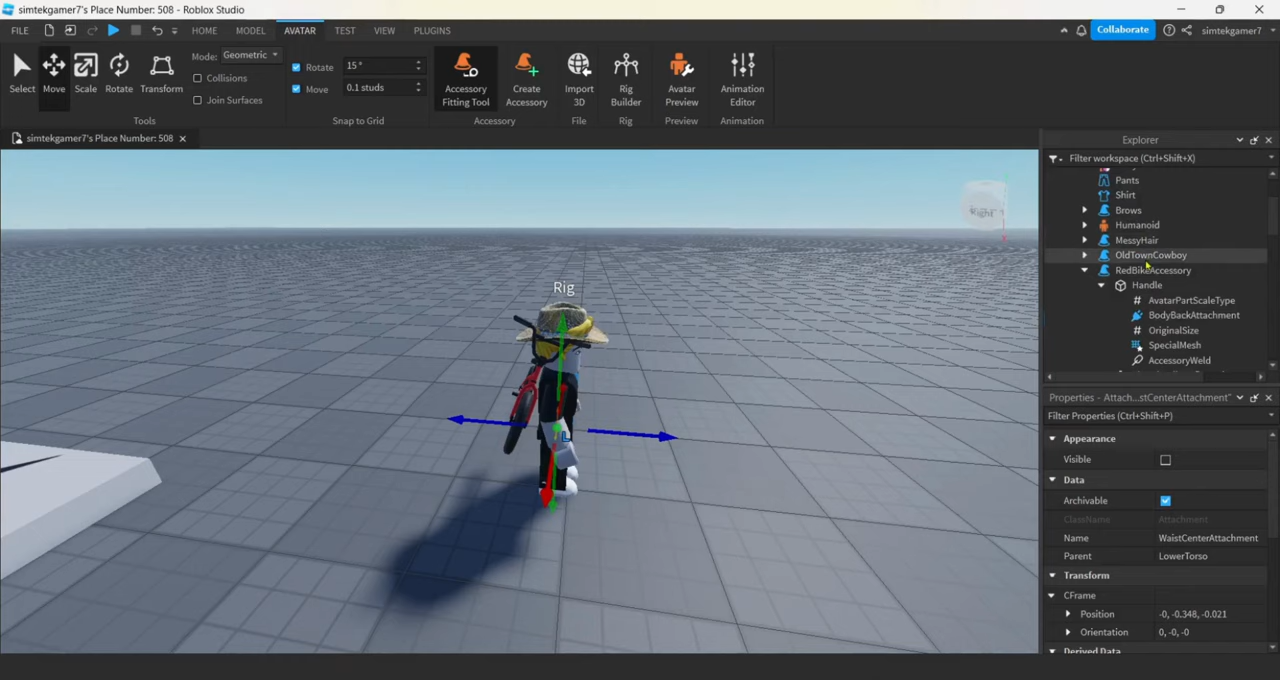 simtekgamer7's Place Number: 508 - Roblox Studio
FILE HOME MODEL AVATAR TEST VIEW PLUGINS Collaborate simtekgamer7
Mode: Geometric
Collisions
Join Surfaces
Select Move Scale Rotate Transform
Tools
Rotate 15 °
Move 0.1 studs
Snap to Grid
Accessory Fitting Tool
Create Accessory
Accessory
Import 3D
File
Rig Builder
Rig
Avatar Preview
Preview
Animation Editor
Animation
simtekgamer7's Place Number: 508
Right
Rig
Explorer
Filter workspace (Ctrl+Shift+X)
Pants
Shirt
Brows
Humanoid
MessyHair
OldTownCowboy
RedBikeAccessory
Handle
AvatarPartScaleType
BodyBackAttachment
OriginalSize
SpecialMesh
AccessoryWeld
Properties - Attach...stCenterAttachment"
Filter Properties (Ctrl+Shift+P)
Appearance
Visible
Data
Archivable
ClassName Attachment
Name WaistCenterAttachment
Parent LowerTorso
Transform
CFrame
Position -0, -0.348, -0.021
Orientation 0, -0, -0
Derived Data